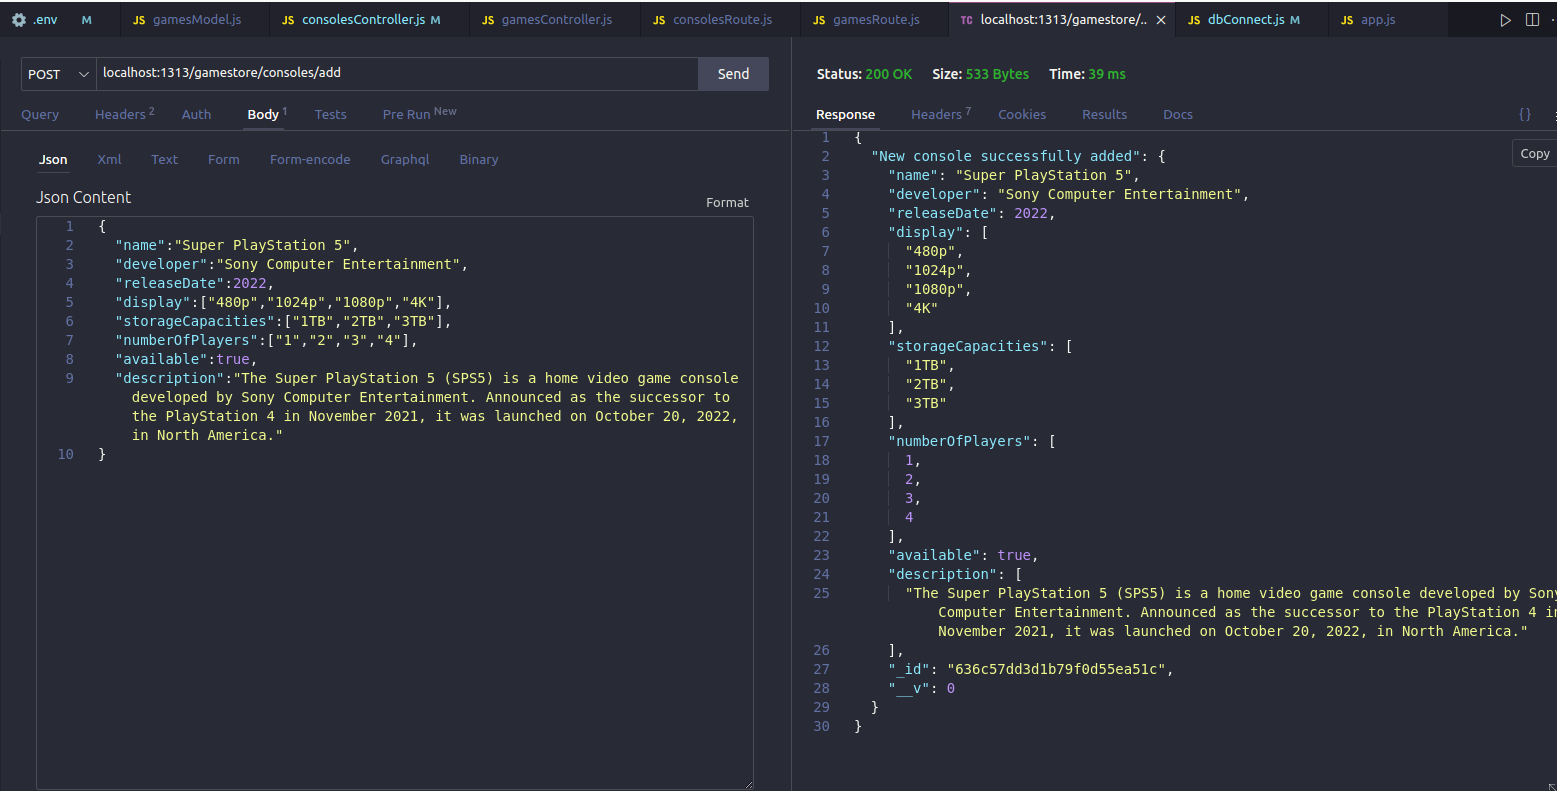 .env M JS gamesModel.js JS consolesController.js M JS gamesController.js JS consolesRoute.js JS gamesRoute.js TC localhost:1313/gamestore/.. JS dbConnect.js M JS app.js
POST localhost:1313/gamestore/consoles/add Send
Query Headers 2 Auth Body 1 Tests Pre Run New
Json Xml Text Form Form-encode Graphql Binary
Json Content
Format
1 {
2 "name":"Super PlayStation 5",
3 "developer":"Sony Computer Entertainment",
4 "releaseDate":2022,
5 "display":["480p","1024p","1080p","4K"],
6 "storageCapacities":["1TB","2TB","3TB"],
7 "numberOfPlayers":["1","2","3","4"],
8 "available":true,
9 "description":"The Super PlayStation 5 (SPS5) is a home video game console
developed by Sony Computer Entertainment. Announced as the successor to
the PlayStation 4 in November 2021, it was launched on October 20, 2022,
in North America."
10 }
Status: 200 OK Size: 533 Bytes Time: 39 ms
Response Headers 7 Cookies Results Docs {}
Copy
1 {
2 "New console successfully added": {
3 "name": "Super PlayStation 5",
4 "developer": "Sony Computer Entertainment",
5 "releaseDate": 2022,
6 "display": [
7 "480p",
8 "1024p",
9 "1080p",
10 "4K"
11 ],
12 "storageCapacities": [
13 "1TB",
14 "2TB",
15 "3TB"
16 ],
17 "numberOfPlayers": [
18 1,
19 2,
20 3,
21 4
22 ],
23 "available": true,
24 "description": [
25 "The Super PlayStation 5 (SPS5) is a home video game console developed by Sony
Computer Entertainment. Announced as the successor to the PlayStation 4 in
November 2021, it was launched on October 20, 2022, in North America."
26 ],
27 "_id": "636c57dd3d1b79f0d55ea51c",
28 "__v": 0
29 }
30 }